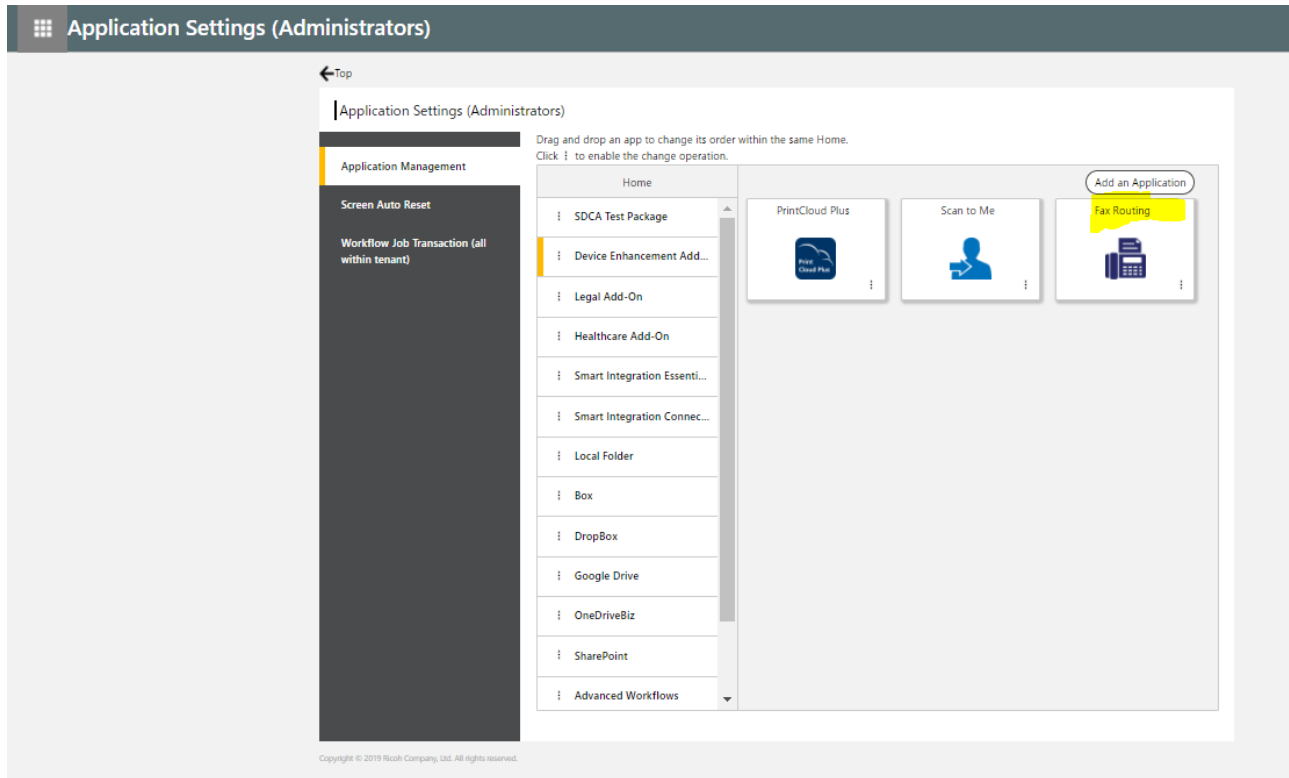 Application Settings (Administrators)
Top
Application Settings (Administrators)
Application Management
Screen Auto Reset
Workflow Job Transaction (all
within tenant)
Drag and drop an app to change its order within the same Home.
Click ⁝ to enable the change operation.
Home
SDCA Test Package
Device Enhancement Add...
Legal Add-On
Healthcare Add-On
Smart Integration Essenti...
Smart Integration Connec...
Local Folder
Box
DropBox
Google Drive
OneDriveBiz
SharePoint
Advanced Workflows
Add an Application
PrintCloud Plus
Print
Cloud Plus
Scan to Me
Fax Routing
Copyright © 2019 Ricoh Company, Ltd. All rights reserved.